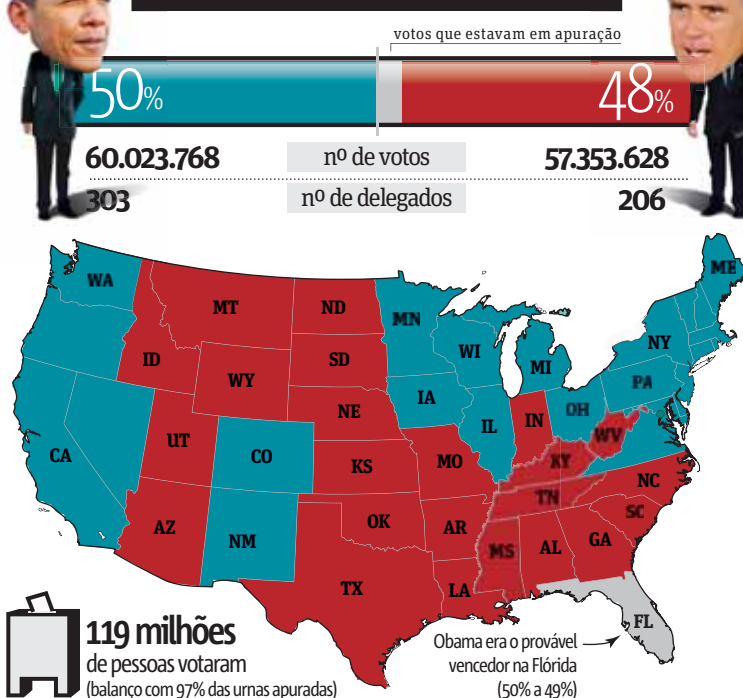 votos que estavam em apuração
50% 48%
60.023.768 nº de votos 57.353.628
303 nº de delegados 206
WA
MT
ND
MN
ME
ID
SD
WI
MI
NY
WY
IA
PA
NE
IL
IN
OH
CA
UT
CO
KS
MO
WV
KY
NC
TN
AZ
NM
OK
AR
SC
MS
AL
GA
TX
LA
FL
119 milhões
de pessoas votaram
(balanço com 97% das urnas apuradas)
Obama era o provável
vencedor na Flórida
(50% a 49%)